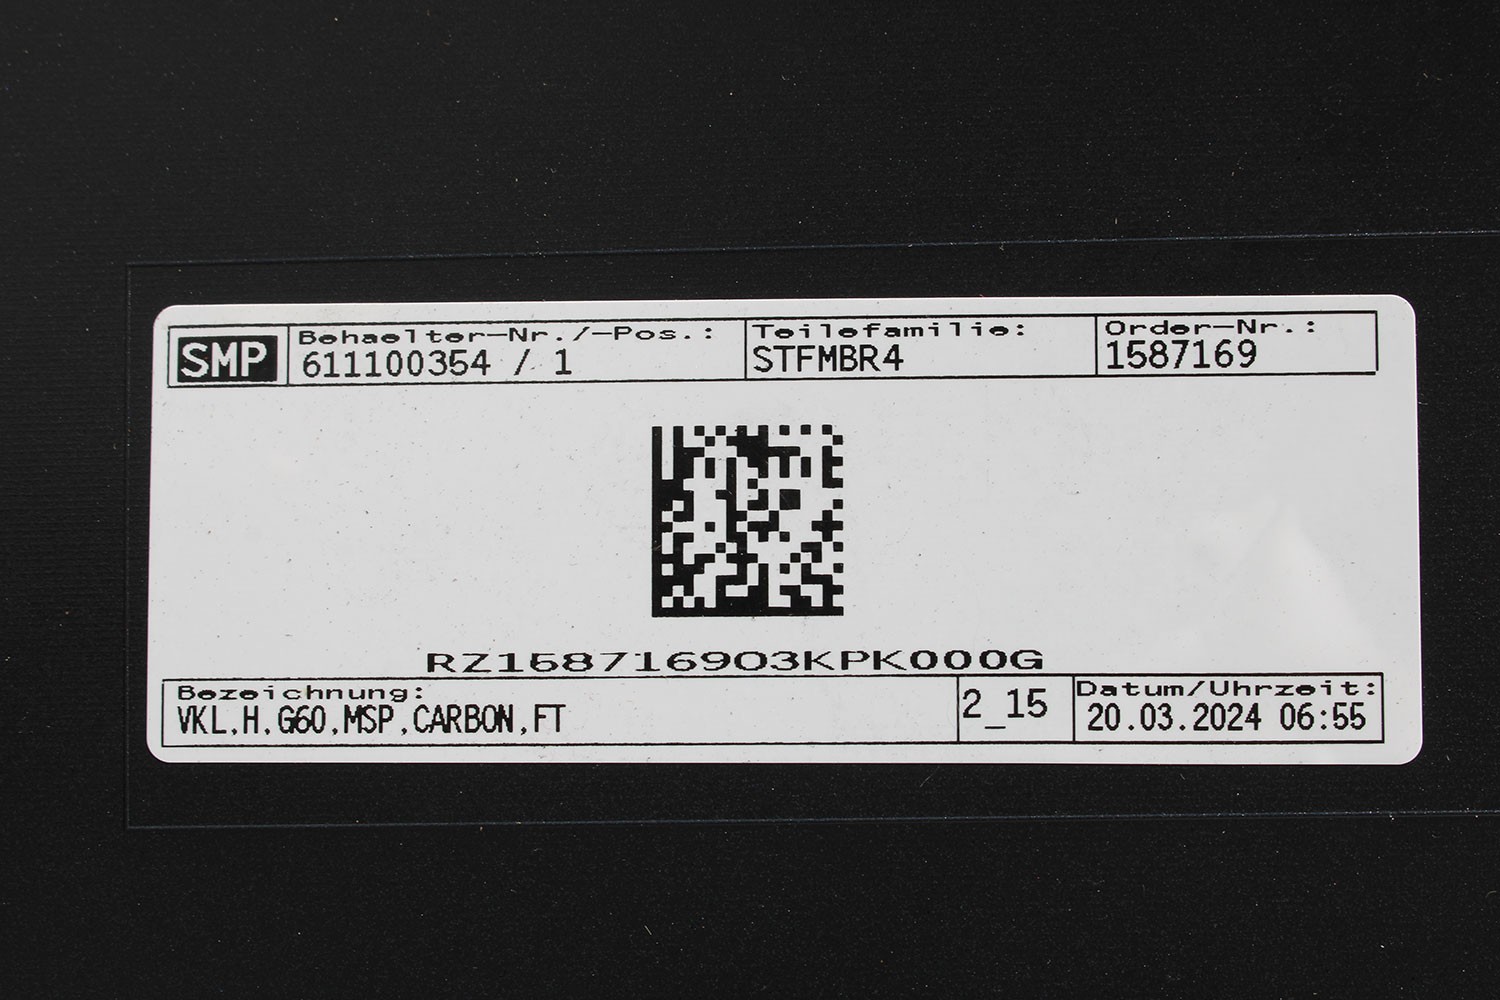 SMP
Behaelter-Nr./-Pos.:
611100354 / 1
Teilefamilie:
STFMBR4
Order-Nr.:
1587169
RZ1587169O3KPK000G
Bezeichnung:
VKL,H,G60,MSP,CARBON,FT
2_15
Datum/Uhrzeit:
20.03.2024 06:55